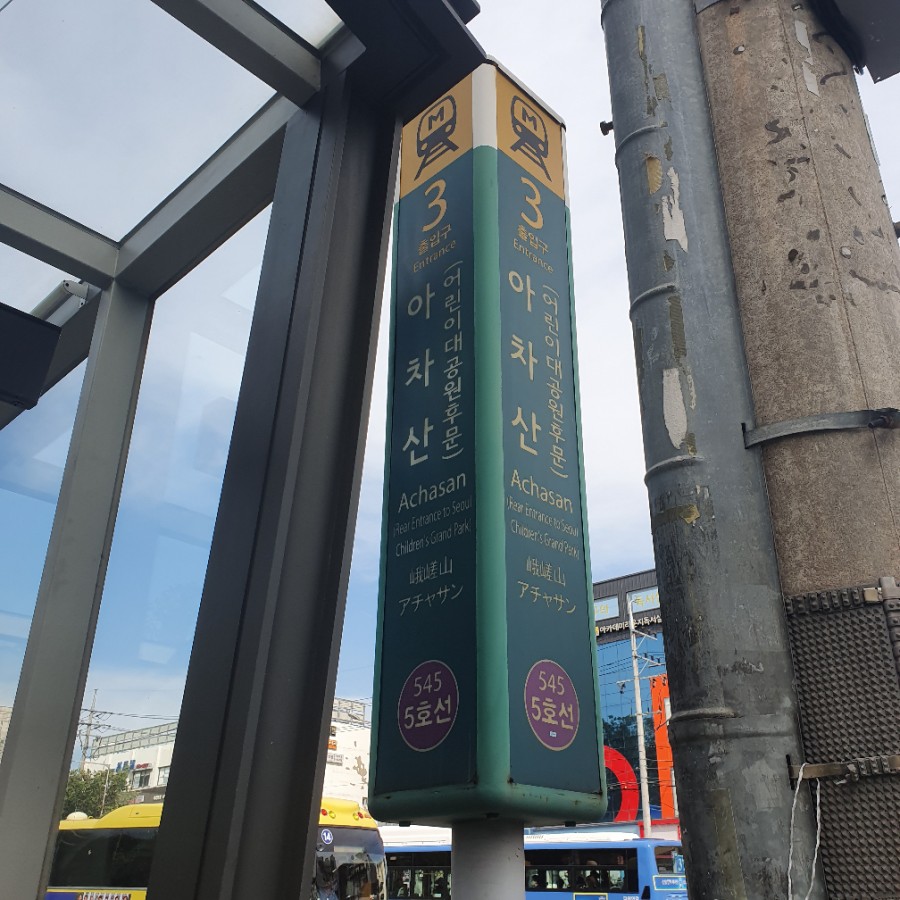 M
3
출입구
Entrance
아차산
(어린이대공원후문)
Achasan
(Rear Entrance to Seoul
Children's Grand Park)
峨嵯山
アチャサン
545
5호선
M
3
출입구
Entrance
아차산
(어린이대공원후문)
Achasan
(Rear Entrance to Seoul
Children's Grand Park)
峨嵯山
アチャサン
545
5호선
14